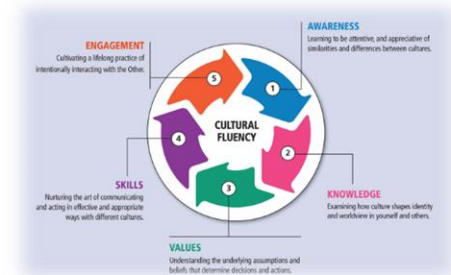 AWARENESS
Learning to be attentive, and appreciative of
similarities and differences between cultures.
1
KNOWLEDGE
Examining how culture shapes identity
and worldview in yourself and others.
2
VALUES
Understanding the underlying assumptions and
beliefs that determine decisions and actions.
3
SKILLS
Nurturing the art of communicating
and acting in effective and appropriate
ways with different cultures.
4
ENGAGEMENT
Cultivating a lifelong practice of
intentionally interacting with the Other.
5
CULTURAL
FLUENCY